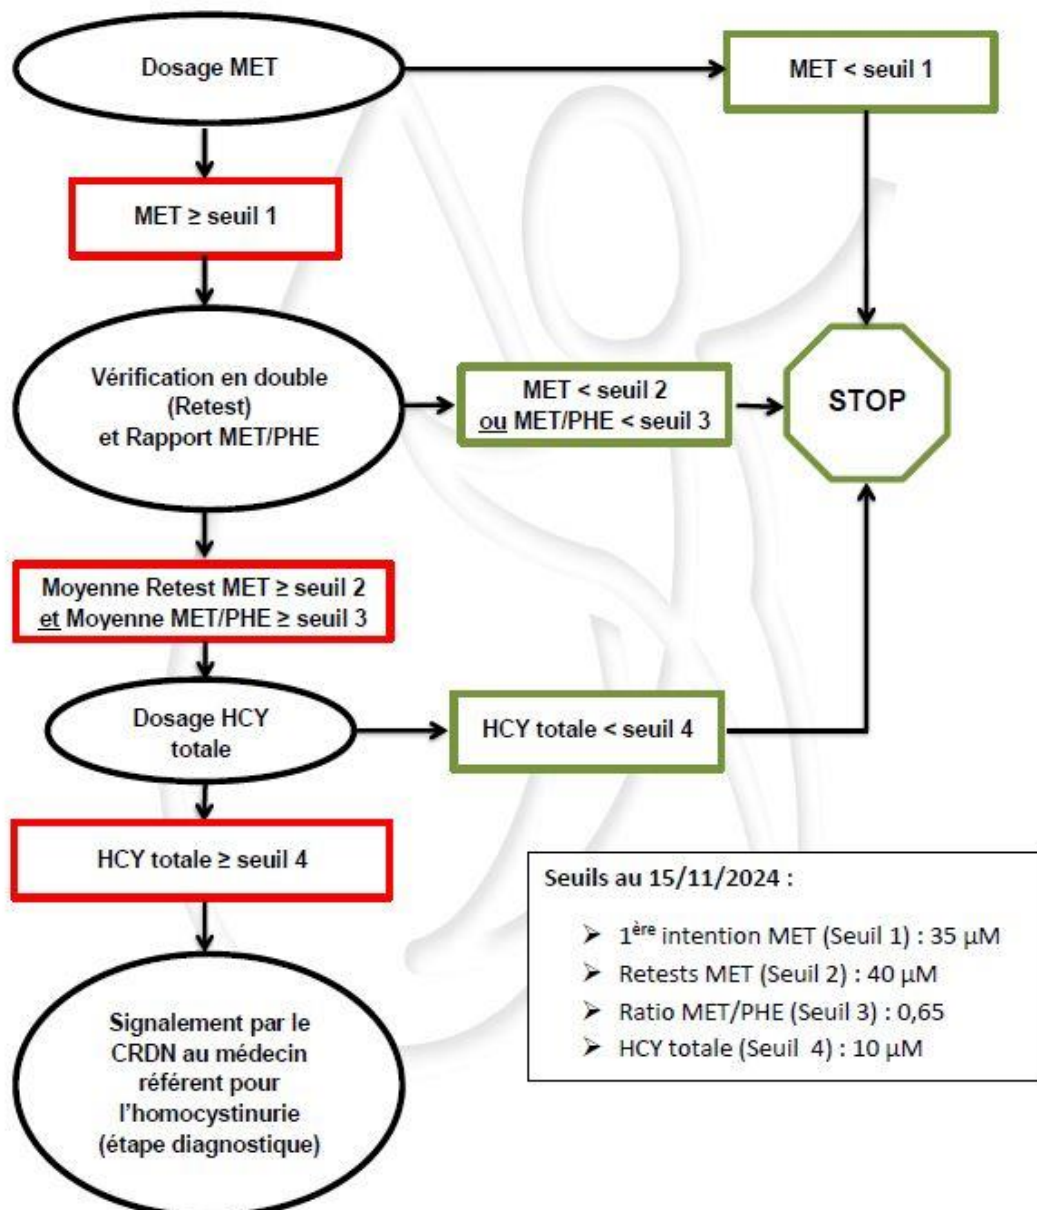 Dosage MET
MET < seuil 1
MET ≥ seuil 1
Vérification en double
(Retest)
et Rapport MET/PHE
MET < seuil 2
ou MET/PHE < seuil 3
STOP
Moyenne Retest MET ≥ seuil 2
et Moyenne MET/PHE ≥ seuil 3
Dosage HCY
totale
HCY totale < seuil 4
HCY totale ≥ seuil 4
Signalement par le
CRDN au médecin
référent pour
l'homocystinurie
(étape diagnostique)
Seuils au 15/11/2024 :
➢ 1ère intention MET (Seuil 1) : 35 µM
➢ Retests MET (Seuil 2) : 40 µM
➢ Ratio MET/PHE (Seuil 3) : 0,65
➢ HCY totale (Seuil 4) : 10 µM